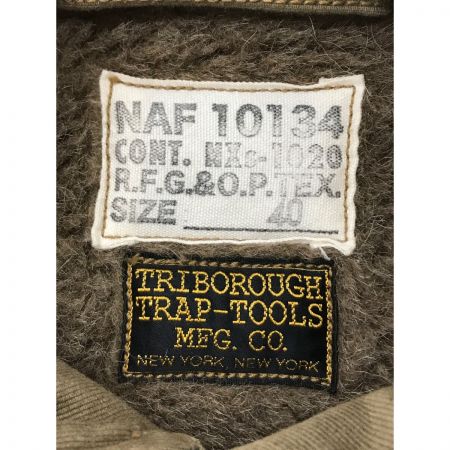 NAF 10134
CONT. NXs-1020
R.F.G.&O.P.TEX.
SIZE 40
TRIBOROUGH
TRAP-TOOLS
MFG. CO.
NEW YORK, NEW YORK